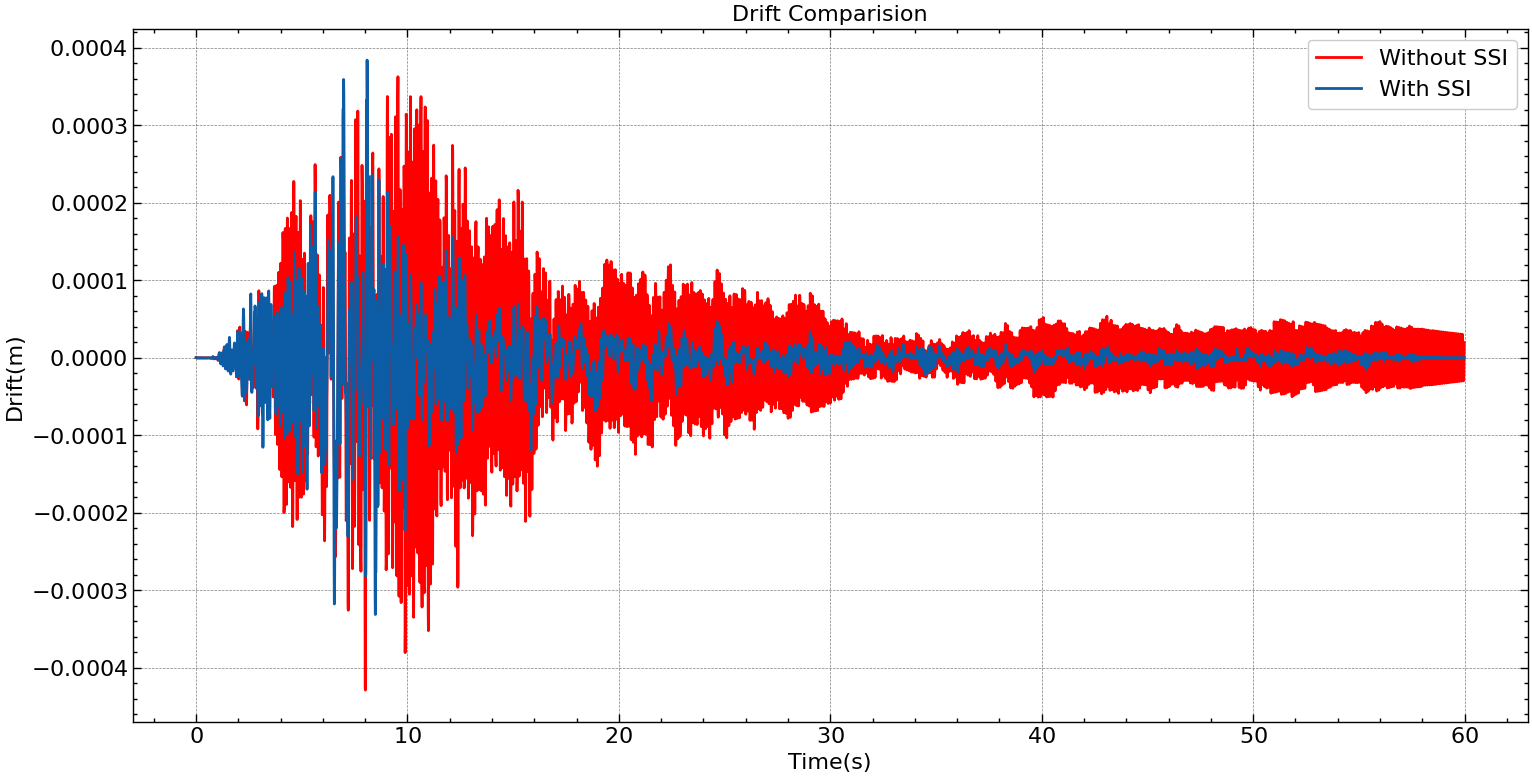 Drift Comparision
Without SSI
With SSI
0.0004
0.0003
0.0002
0.0001
0.0000
−0.0001
−0.0002
−0.0003
−0.0004
Drift(m)
0 10 20 30 40 50 60
Time(s)